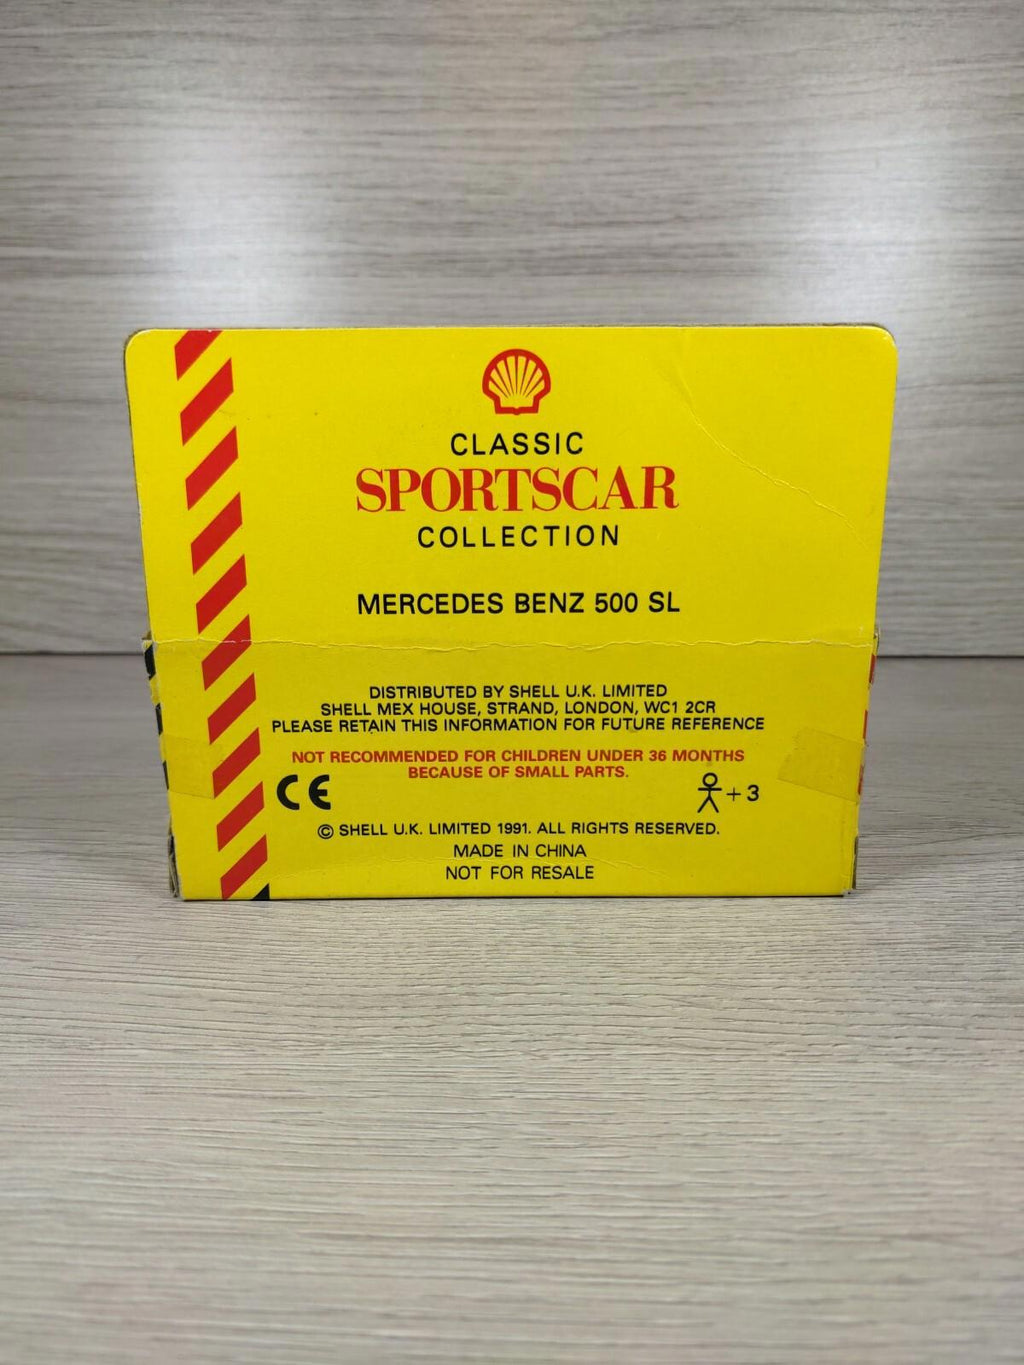 CLASSIC
SPORTSCAR
COLLECTION
MERCEDES BENZ 500 SL
DISTRIBUTED BY SHELL U.K. LIMITED
SHELL MEX HOUSE, STRAND, LONDON, WC1 2CR
PLEASE RETAIN THIS INFORMATION FOR FUTURE REFERENCE
NOT RECOMMENDED FOR CHILDREN UNDER 36 MONTHS
BECAUSE OF SMALL PARTS.
CE
+3
© SHELL U.K. LIMITED 1991. ALL RIGHTS RESERVED.
MADE IN CHINA
NOT FOR RESALE